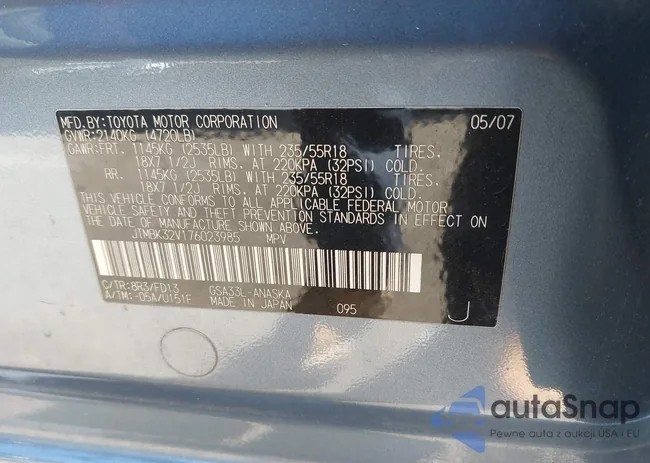 MFD.BY:TOYOTA MOTOR CORPORATION 05/07
GVWR:2140KG (4720LB)
GAWR:FRT. 1145KG (2535LB) WITH 235/55R18 TIRES,
18X7 1/2J RIMS, AT 220KPA (32PSI) COLD.
RR. 1145KG (2535LB) WITH 235/55R18 TIRES,
18X7 1/2J RIMS, AT 220KPA (32PSI) COLD.
THIS VEHICLE CONFORMS TO ALL APPLICABLE FEDERAL MOTOR
VEHICLE SAFETY AND THEFT PREVENTION STANDARDS IN EFFECT ON
THE DATE OF MANUFACTURE SHOWN ABOVE.
JTMBK32V176023985 MPV
C/TR:8R3/FD13 GSA33L-ANASKA
A/TM:-05A/U151F MADE IN JAPAN 095 J
autaSnap
Pewne auta z aukcji USA i EU